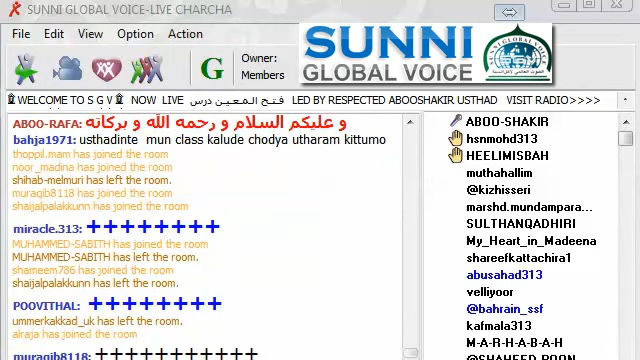 SUNNI GLOBAL VOICE-LIVE CHARCHA
File View Option Action
SUNNI
GLOBAL VOICE
G
Owner:
Members
WELCOME TO S G V NOW LIVE فتح المعين درس LED BY RESPECTED ABOOSHAKIR USTHAD VISIT RADIO>>>>
ABOO-RAFA: و عليكم السلام و رحمه الله و بركاته
bahja1971: usthadinte mun class kalude chodya utharam kittumo
thoppil.mam has joined the room
noor_madina has joined the room
shihab-melmuri has left the room.
muraqib8118 has joined the room
shaijalpalakkunn has joined the room
miracle.313: ++++++++
MUHAMMED-SABITH has joined the room
MUHAMMED-SABITH has left the room.
shameem786 has joined the room
shaijalpalakkunn has left the room.
POOVITHAL: ++++++++
ummerkakkad_uk has left the room.
alraja has joined the room
muraqib8118: +++++++++++
ABOO-SHAKIR
hsnmohd313
HEELIMISBAH
muthahallim
@kizhisseri
marshd.mundampara...
SULTHANQADHIRI
My_Heart_in_Madeena
shareefkattachira1
abusahad313
velliyoor
@bahrain_ssf
kafmala313
M-A-R-H-A-B-A-H
@SHAHEED-POON